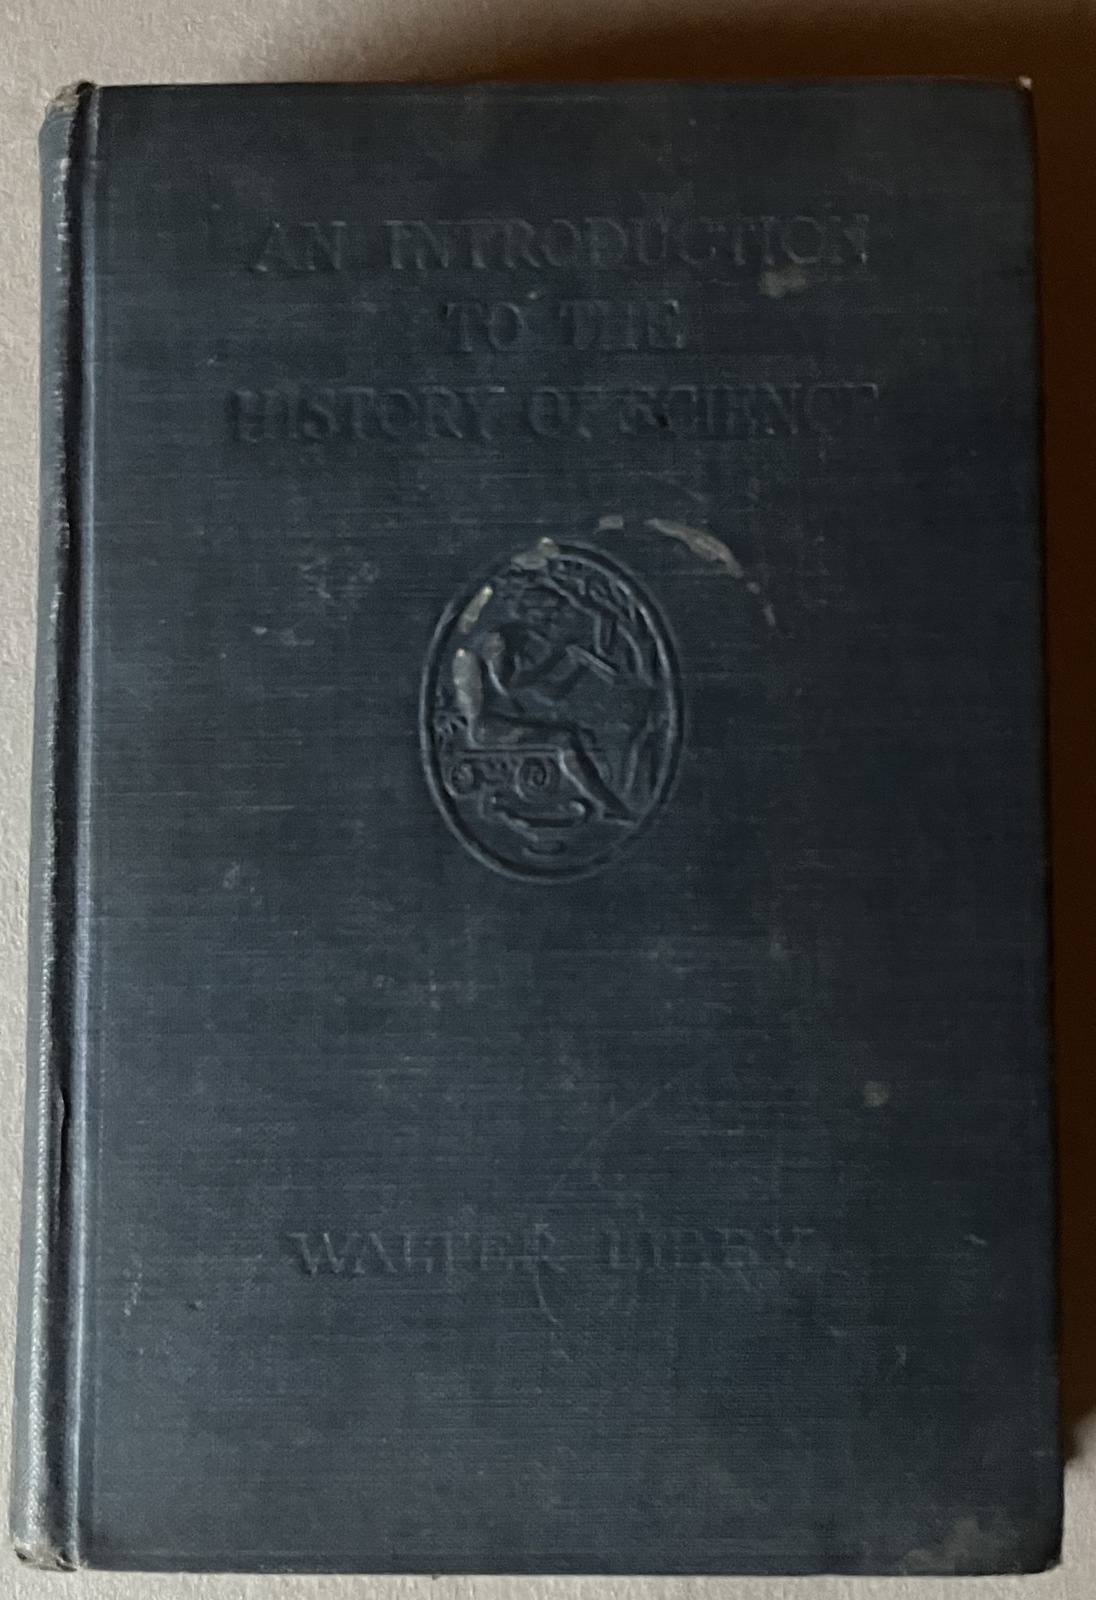 AN INTRODUCTION
TO THE
HISTORY OF SCIENCE
WALTER LIBBY